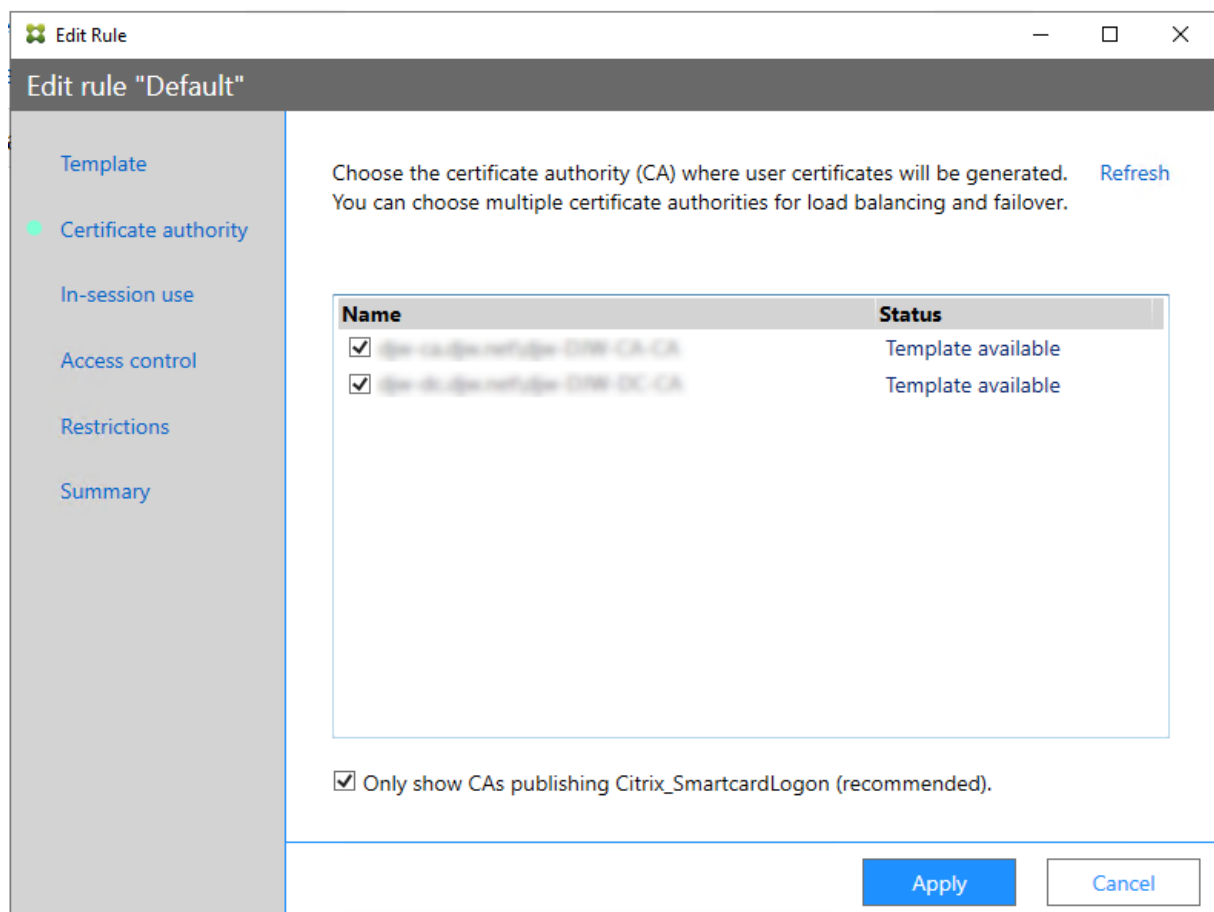 Edit Rule
Edit rule "Default"
Template
Certificate authority
In-session use
Access control
Restrictions
Summary
Choose the certificate authority (CA) where user certificates will be generated.
You can choose multiple certificate authorities for load balancing and failover.
Refresh
Name Status
Template available
Template available
Only show CAs publishing Citrix_SmartcardLogon (recommended).
Apply Cancel